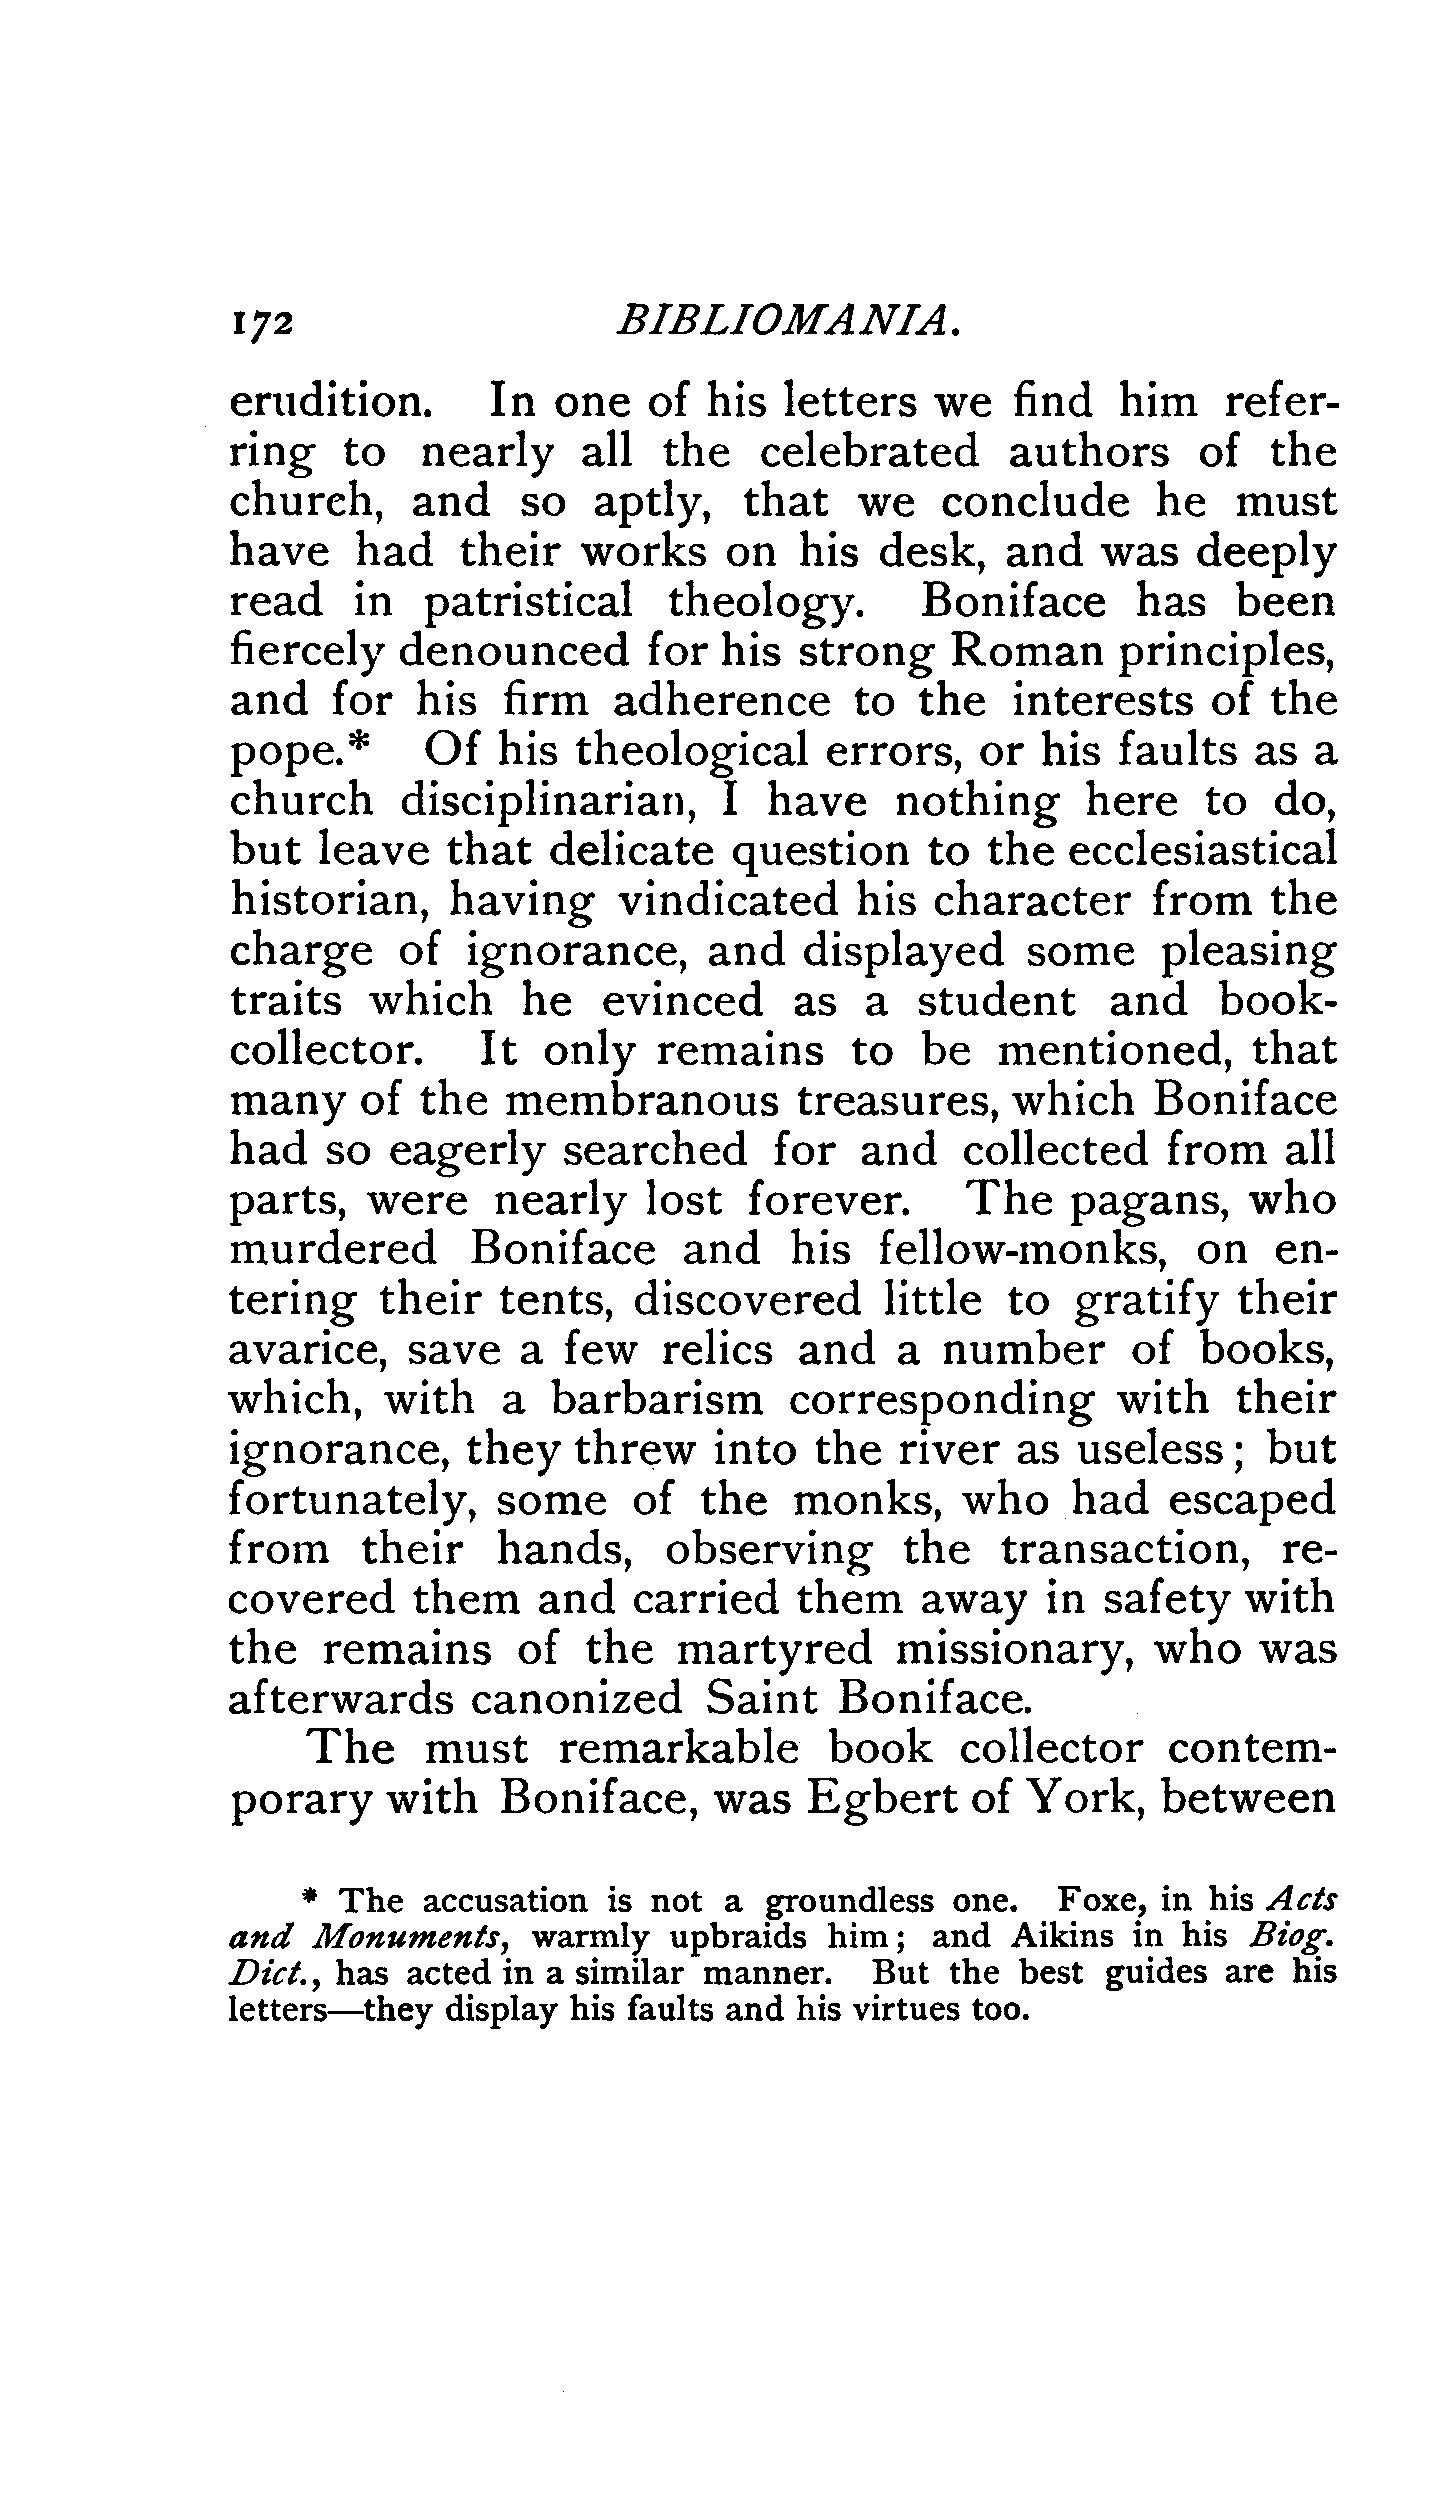 172 BIBLIOMANIA.
erudition. In one of his letters we find him refer-
ring to nearly all the celebrated authors of the
church, and so aptly, that we conclude he must
have had their works on his desk, and was deeply
read in patristical theology. Boniface has been
fiercely denounced for his strong Roman principles,
and for his firm adherence to the interests of the
pope.* Of his theological errors, or his faults as a
church disciplinarian, I have nothing here to do,
but leave that delicate question to the ecclesiastical
historian, having vindicated his character from the
charge of ignorance, and displayed some pleasing
traits which he evinced as a student and book-
collector. It only remains to be mentioned, that
many of the membranous treasures, which Boniface
had so eagerly searched for and collected from all
parts, were nearly lost forever. The pagans, who
murdered Boniface and his fellow-monks, on en-
tering their tents, discovered little to gratify their
avarice, save a few relics and a number of books,
which, with a barbarism corresponding with their
ignorance, they threw into the river as useless; but
fortunately, some of the monks, who had escaped
from their hands, observing the transaction, re-
covered them and carried them away in safety with
the remains of the martyred missionary, who was
afterwards canonized Saint Boniface.
The must remarkable book collector contem-
porary with Boniface, was Egbert of York, between
* The accusation is not a groundless one. Foxe, in his Acts
and Monuments, warmly upbraids him; and Aikins in his Biog.
Dict., has acted in a similar manner. But the best guides are his
letters—they display his faults and his virtues too.